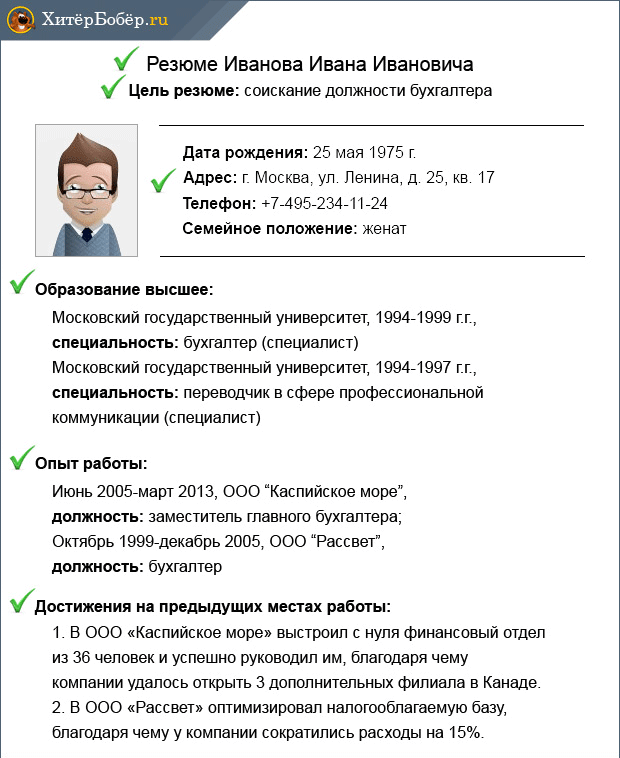 ХитёрБобёр.ru
Резюме Иванова Ивана Ивановича
Цель резюме: соискание должности бухгалтера
Дата рождения: 25 мая 1975 г.
Адрес: г. Москва, ул. Ленина, д. 25, кв. 17
Телефон: +7-495-234-11-24
Семейное положение: женат
Образование высшее:
Московский государственный университет, 1994-1999 г.г.,
специальность: бухгалтер (специалист)
Московский государственный университет, 1994-1997 г.г.,
специальность: переводчик в сфере профессиональной
коммуникации (специалист)
Опыт работы:
Июнь 2005-март 2013, ООО “Каспийское море”,
должность: заместитель главного бухгалтера;
Октябрь 1999-декабрь 2005, ООО “Рассвет”,
должность: бухгалтер
Достижения на предыдущих местах работы:
1. В ООО «Каспийское море» выстроил с нуля финансовый отдел
из 36 человек и успешно руководил им, благодаря чему
компании удалось открыть 3 дополнительных филиала в Канаде.
2. В ООО «Рассвет» оптимизировал налогооблагаемую базу,
благодаря чему у компании сократились расходы на 15%.